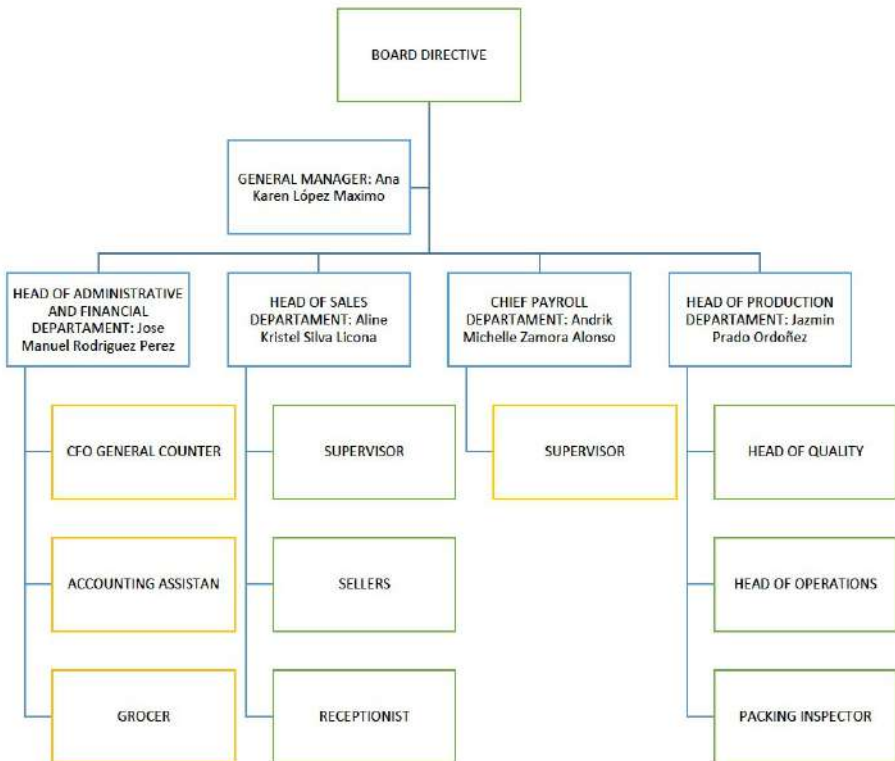 BOARD DIRECTIVE
GENERAL MANAGER: Ana
Karen López Maximo
HEAD OF ADMINISTRATIVE
AND FINANCIAL
DEPARTAMENT: Jose
Manuel Rodriguez Perez
HEAD OF SALES
DEPARTAMENT: Aline
Kristel Silva Licona
CHIEF PAYROLL
DEPARTAMENT: Andrik
Michelle Zamora Alonso
HEAD OF PRODUCTION
DEPARTAMENT: Jazmin
Prado Ordoñez
CFO GENERAL COUNTER
SUPERVISOR
SUPERVISOR
HEAD OF QUALITY
ACCOUNTING ASSISTAN
SELLERS
HEAD OF OPERATIONS
GROCER
RECEPTIONIST
PACKING INSPECTOR